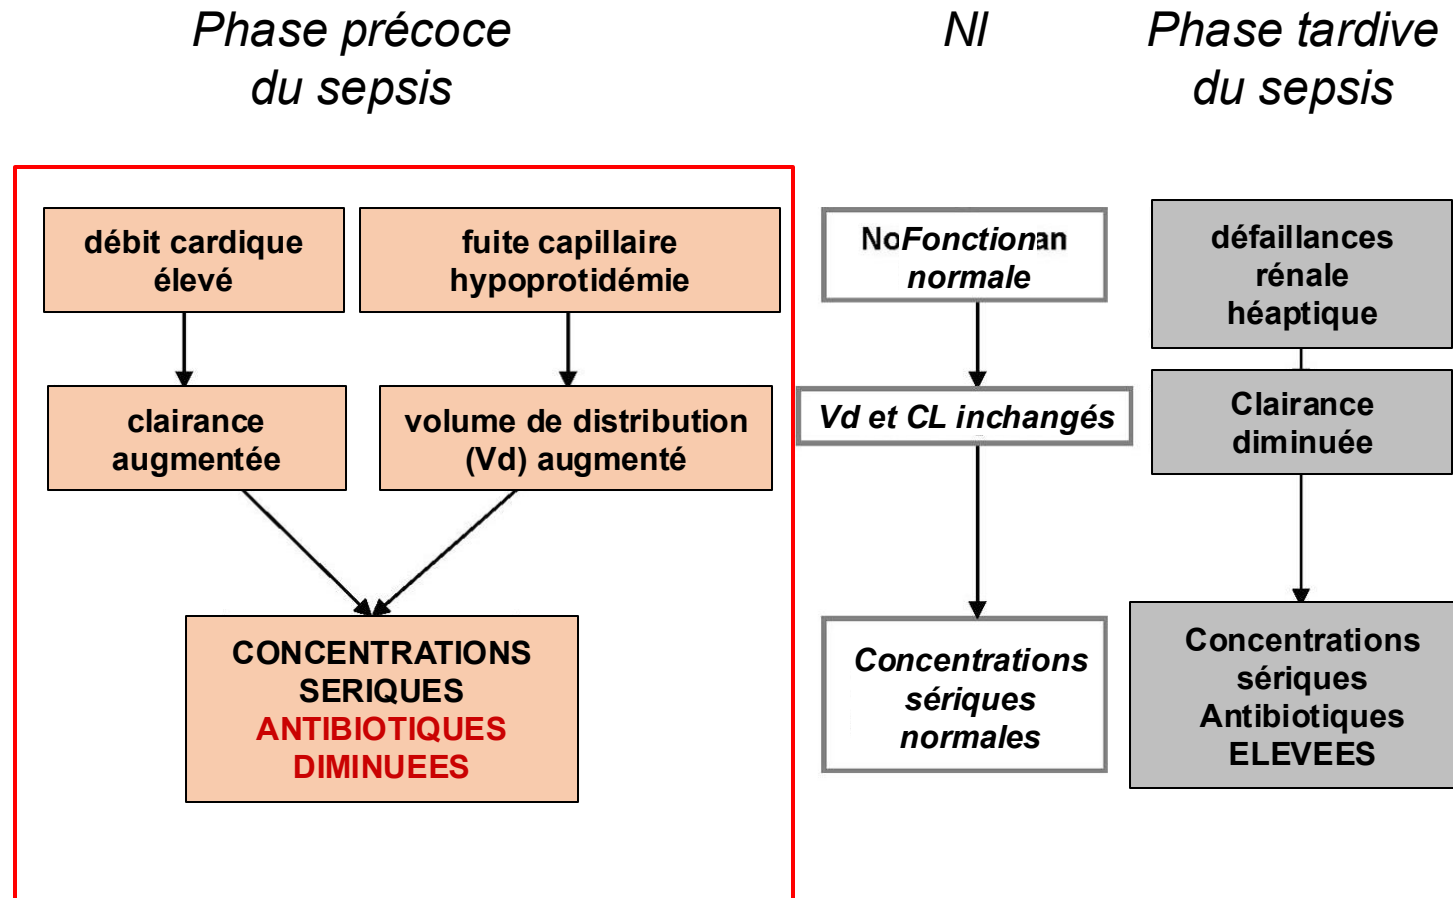 Phase précoce
du sepsis
Nl
Phase tardive
du sepsis
débit cardique
élevé
fuite capillaire
hypoprotidémie
Fonction
normale
défaillances
rénale
héaptique
clairance
augmentée
volume de distribution
(Vd) augmenté
Vd et CL inchangés
Clairance
diminuée
CONCENTRATIONS
SERIQUES
ANTIBIOTIQUES
DIMINUEES
Concentrations
sériques
normales
Concentrations
sériques
Antibiotiques
ELEVEES